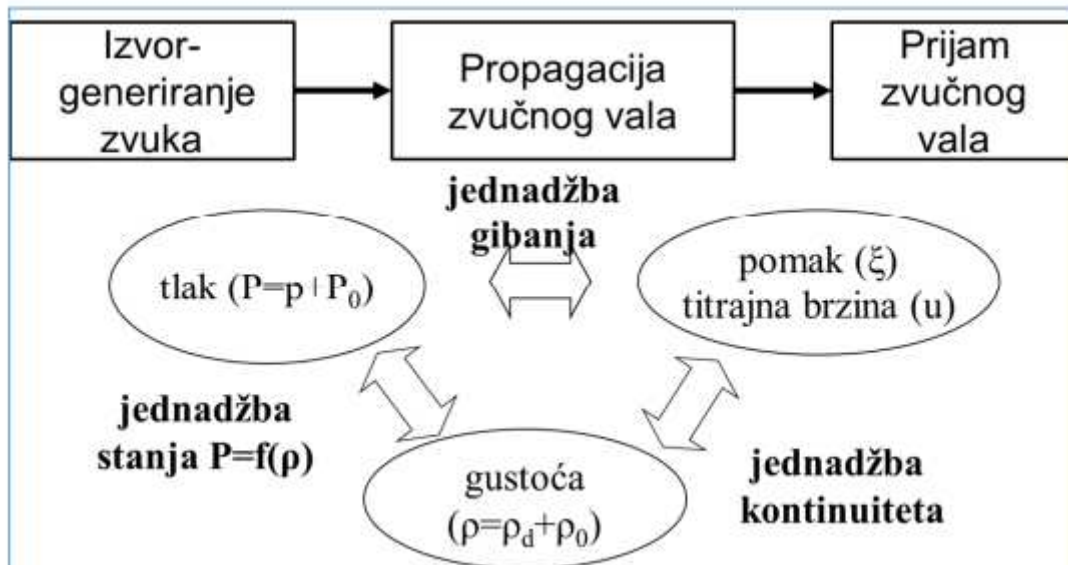 Izvor-
generiranje
zvuka
Propagacija
zvučnog vala
Prijam
zvučnog
vala
jednadžba
gibanja
tlak (P=p+P₀)
pomak (ξ)
titrajna brzina (u)
jednadžba
stanja P=f(ρ)
gustoća
(ρ=ρd+ρ₀)
jednadžba
kontinuiteta